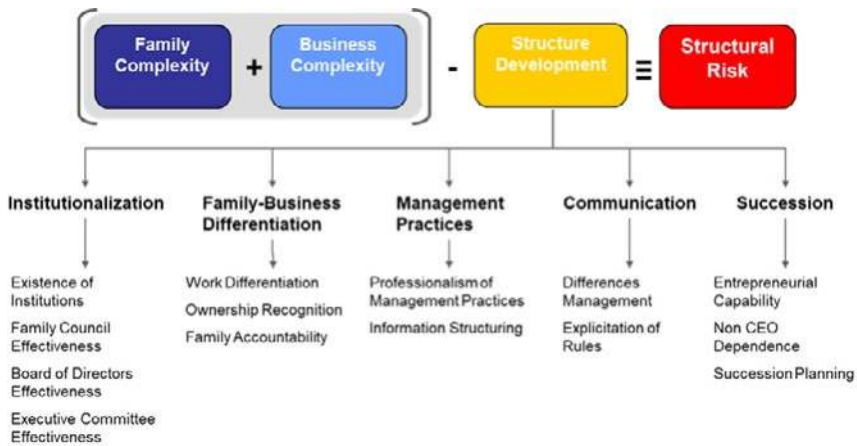 Family
Complexity
+
Business
Complexity
-
Structure
Development
≡
Structural
Risk
Institutionalization
Existence of
Institutions
Family Council
Effectiveness
Board of Directors
Effectiveness
Executive Committee
Effectiveness
Family-Business
Differentiation
Work Differentiation
Ownership Recognition
Family Accountability
Management
Practices
Professionalism of
Management Practices
Information Structuring
Communication
Differences
Management
Explicitation of
Rules
Succession
Entrepreneurial
Capability
Non CEO
Dependence
Succession Planning